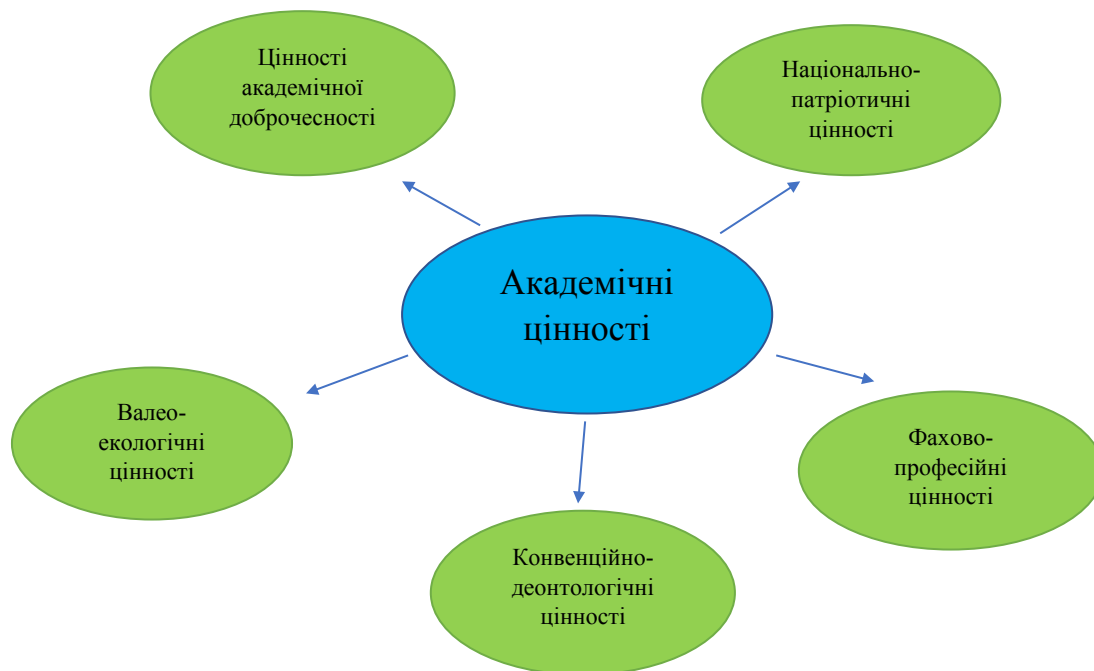 Цінності
академічної
доброчесності
Національно-
патріотичні
цінності
Академічні
цінності
Валео-
екологічні
цінності
Фахово-
професійні
цінності
Конвенційно-
деонтологічні
цінності